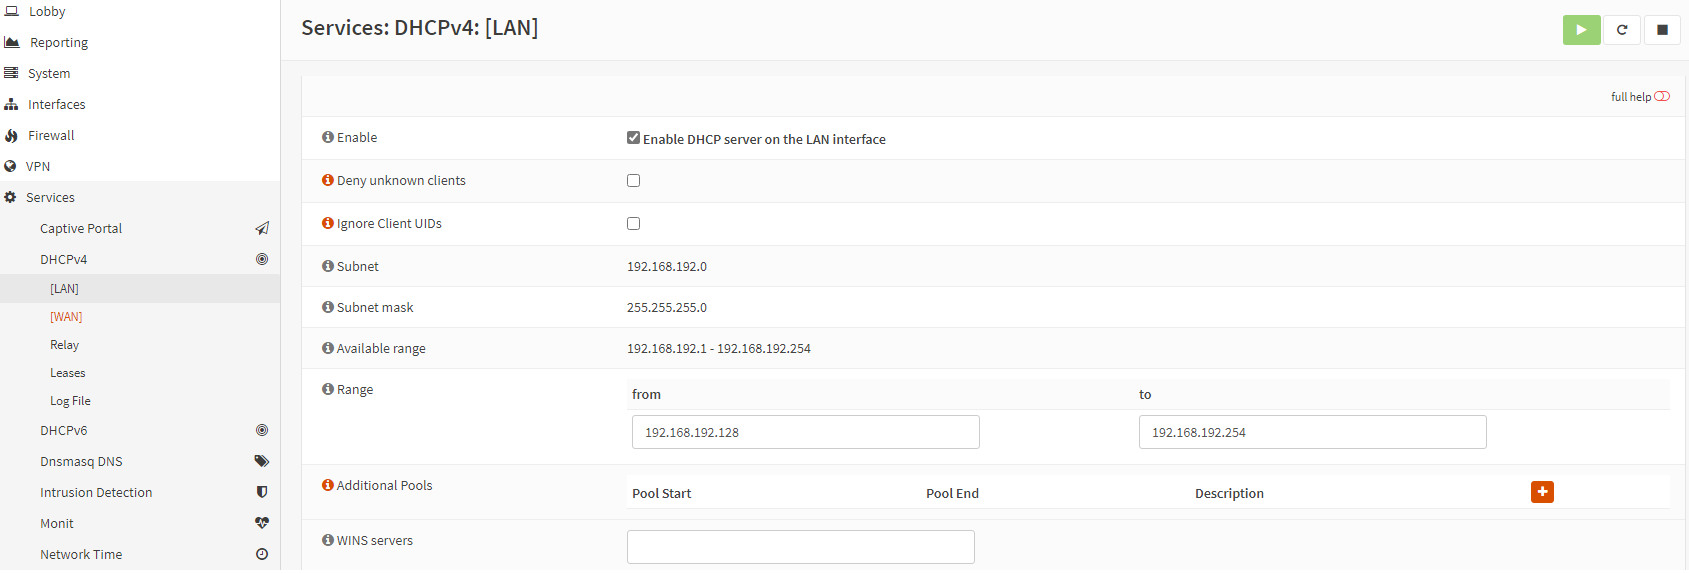 Lobby
Reporting
System
Interfaces
Firewall
VPN
Services
Captive Portal
DHCPv4
[LAN]
[WAN]
Relay
Leases
Log File
DHCPv6
Dnsmasq DNS
Intrusion Detection
Monit
Network Time
Services: DHCPv4: [LAN]
full help
Enable
Enable DHCP server on the LAN interface
Deny unknown clients
Ignore Client UIDs
Subnet
192.168.192.0
Subnet mask
255.255.255.0
Available range
192.168.192.1 - 192.168.192.254
Range
from to
192.168.192.128 192.168.192.254
Additional Pools
Pool Start Pool End Description
WINS servers